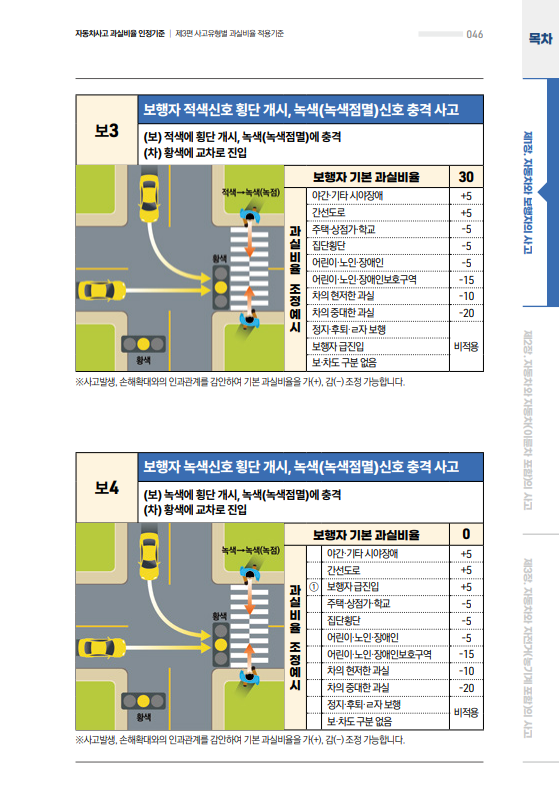 자동차사고 과실비율 인정기준 | 제3편 사고유형별 과실비율 적용기준
046
목차
제1장. 자동차와 보행자의 사고
제2장. 자동차와 자동차(이륜차 포함)의 사고
제3장. 자동차와 자전거(농기계 포함)의 사고
보3
보행자 적색신호 횡단 개시, 녹색(녹색점멸)신호 충격 사고
(보) 적색에 횡단 개시, 녹색(녹색점멸)에 충격
(차) 황색에 교차로 진입
적색→녹색(녹점)
황색
황색
보행자 기본 과실비율 30
과실비율 조정예시
야간·기타 시야장애 +5
간선도로 +5
주택·상점가·학교 -5
집단횡단 -5
어린이·노인·장애인 -5
어린이·노인·장애인보호구역 -15
차의 현저한 과실 -10
차의 중대한 과실 -20
정지·후퇴·ㄹ자 보행
보행자 급진입 비적용
보·차도 구분 없음
※사고발생, 손해확대와의 인과관계를 감안하여 기본 과실비율을 가(+), 감(-) 조정 가능합니다.
보4
보행자 녹색신호 횡단 개시, 녹색(녹색점멸)신호 충격 사고
(보) 녹색에 횡단 개시, 녹색(녹색점멸)에 충격
(차) 황색에 교차로 진입
녹색→녹색(녹점)
황색
황색
보행자 기본 과실비율 0
과실비율 조정예시
야간·기타 시야장애 +5
간선도로 +5
① 보행자 급진입 +5
주택·상점가·학교 -5
집단횡단 -5
어린이·노인·장애인 -5
어린이·노인·장애인보호구역 -15
차의 현저한 과실 -10
차의 중대한 과실 -20
정지·후퇴·ㄹ자 보행 비적용
보·차도 구분 없음
※사고발생, 손해확대와의 인과관계를 감안하여 기본 과실비율을 가(+), 감(-) 조정 가능합니다.